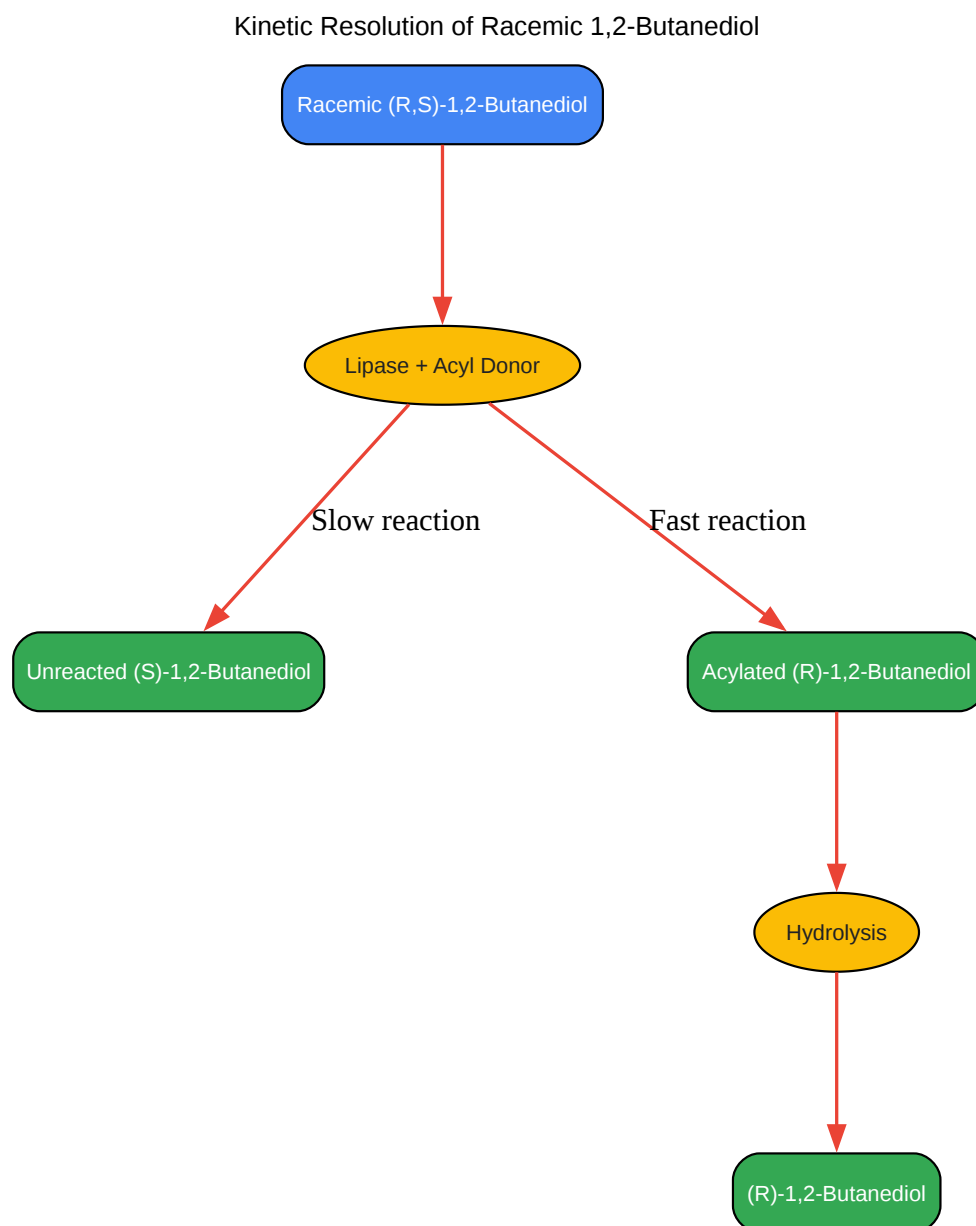 Kinetic Resolution of Racemic 1,2-Butanediol
Racemic (R,S)-1,2-Butanediol
Lipase + Acyl Donor
Slow reaction
Fast reaction
Unreacted (S)-1,2-Butanediol
Acylated (R)-1,2-Butanediol
Hydrolysis
(R)-1,2-Butanediol